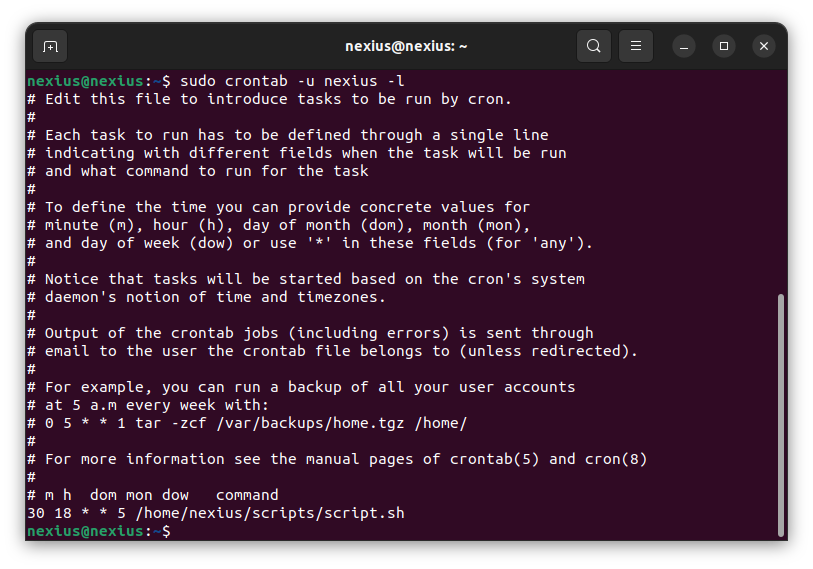 nexius@nexius: ~
nexius@nexius:~$ sudo crontab -u nexius -l
# Edit this file to introduce tasks to be run by cron.
#
# Each task to run has to be defined through a single line
# indicating with different fields when the task will be run
# and what command to run for the task
#
# To define the time you can provide concrete values for
# minute (m), hour (h), day of month (dom), month (mon),
# and day of week (dow) or use '*' in these fields (for 'any').
#
# Notice that tasks will be started based on the cron's system
# daemon's notion of time and timezones.
#
# Output of the crontab jobs (including errors) is sent through
# email to the user the crontab file belongs to (unless redirected).
#
# For example, you can run a backup of all your user accounts
# at 5 a.m every week with:
# 0 5 * * 1 tar -zcf /var/backups/home.tgz /home/
#
# For more information see the manual pages of crontab(5) and cron(8)
#
# m h  dom mon dow   command
30 18 * * 5 /home/nexius/scripts/script.sh
nexius@nexius:~$